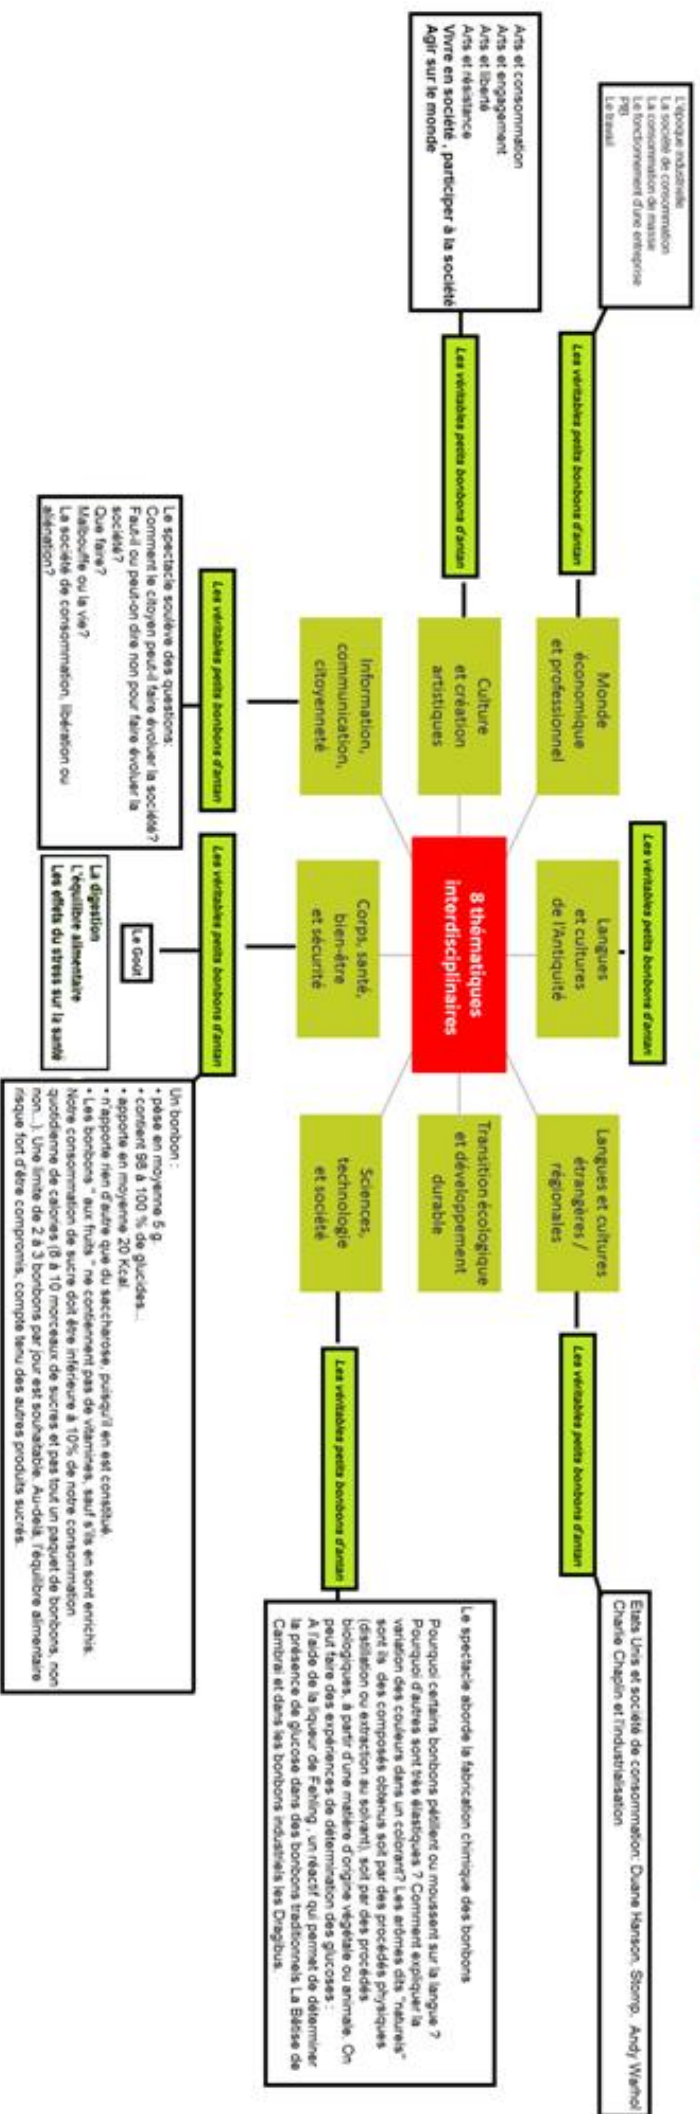 L'époque industrielle
La société de consommation
La consommation de masse
Le fonctionnement d'une entreprise
PIB
Le travail
Les véritables petits bonbons d'antan
Monde
économique
et professionnel
Les véritables petits bonbons d'antan
Langues
et cultures
de l'Antiquité
Langues et cultures
étrangères /
régionales
Les véritables petits bonbons d'antan
Etats Unis et société de consommation: Duane Hanson, Stomp, Andy Warhol
Charlie Chaplin et l'industrialisation
Arts et consommation
Arts et engagement
Arts et liberté
Arts et résistance
Vivre en société , participer à la société
Agir sur le monde
Les véritables petits bonbons d'antan
Culture
et création
artistiques
8 thématiques
interdisciplinaires
Transition écologique
et développement
durable
Information,
communication,
citoyenneté
Corps, santé,
bien-être
et sécurité
Sciences,
technologie
et société
Les véritables petits bonbons d'antan
Le spectacle aborde la fabrication chimique des bonbons
Pourquoi certains bonbons pétillent ou moussent sur la langue ?
Pourquoi d'autres sont très élastiques ? Comment expliquer la
variation des couleurs dans un colorant? Les arômes dits "naturels"
sont ils des composés obtenus soit par des procédés physiques
(distillation ou extraction au solvant), soit par des procédés
biologiques, à partir d'une matière d'origine végétale ou animale. On
peut faire des expériences de détermination des glucoses :
A l'aide de la liqueur de Fehling , un réactif qui permet de déterminer
la présence de glucose dans des bonbons traditionnels La Bêtise de
Cambrai et dans les bonbons industriels les Dragibus.
Les véritables petits bonbons d'antan
Le spectacle soulève des questions:
Comment le citoyen peut-il faire évoluer la société?
Faut-il ou peut-on dire non pour faire évoluer la
société?
Que faire?
Malbouffe ou la vie?
La société de consommation, libération ou
aliénation?
Les véritables petits bonbons d'antan
Le Goût
La digestion
L'équilibre alimentaire
Les effets du stress sur la santé
Un bonbon :
• pèse en moyenne 5 g.
• contient 98 à 100 % de glucides...
• apporte en moyenne 20 Kcal.
• n'apporte rien d'autre que du saccharose, puisqu'il en est constitué.
• Les bonbons " aux fruits " ne contiennent pas de vitamines, sauf s'ils en sont enrichis.
Notre consommation de sucre doit être inférieure à 10% de notre consommation
quotidienne de calories (8 à 10 morceaux de sucres et pas tout un paquet de bonbons, non
non...). Une limite de 2 à 3 bonbons par jour est souhaitable. Au-delà, l'équilibre alimentaire
risque fort d'être compromis, compte tenu des autres produits sucrés.